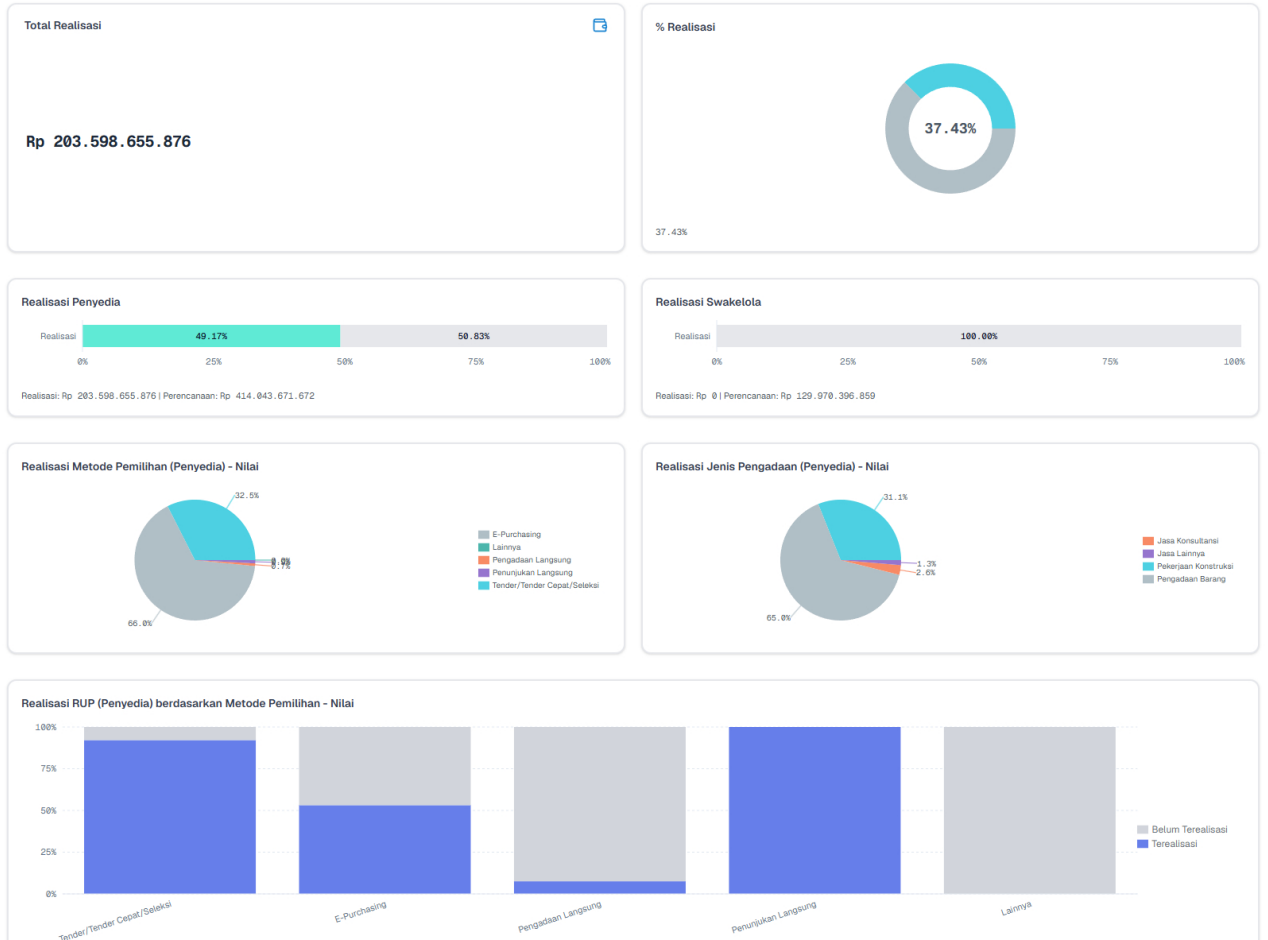 Total Realisasi
Rp 203.598.655.876
% Realisasi
37.43%
37.43%
Realisasi Penyedia
Realisasi
49.17%
50.83%
0%
25%
50%
75%
100%
Realisasi: Rp 203.598.655.876 | Perencanaan: Rp 414.043.671.672
Realisasi Swakelola
Realisasi
100.00%
0%
25%
50%
75%
100%
Realisasi: Rp 0 | Perencanaan: Rp 129.970.396.859
Realisasi Metode Pemilihan (Penyedia) - Nilai
32.5%
0.7%
66.0%
E-Purchasing
Lainnya
Pengadaan Langsung
Penunjukan Langsung
Tender/Tender Cepat/Seleksi
Realisasi Jenis Pengadaan (Penyedia) - Nilai
31.1%
1.3%
2.6%
65.0%
Jasa Konsultansi
Jasa Lainnya
Pekerjaan Konstruksi
Pengadaan Barang
Realisasi RUP (Penyedia) berdasarkan Metode Pemilihan - Nilai
100%
75%
50%
25%
0%
Tender/Tender Cepat/Seleksi
E-Purchasing
Pengadaan Langsung
Penunjukan Langsung
Lainnya
Belum Terealisasi
Terealisasi